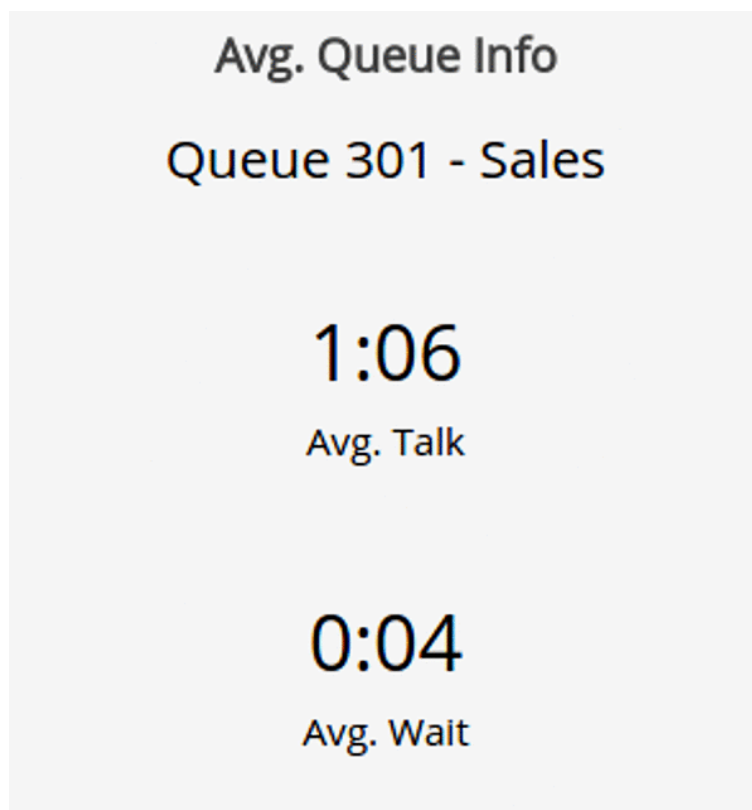 Avg. Queue Info
Queue 301 - Sales
1:06
Avg. Talk
0:04
Avg. Wait